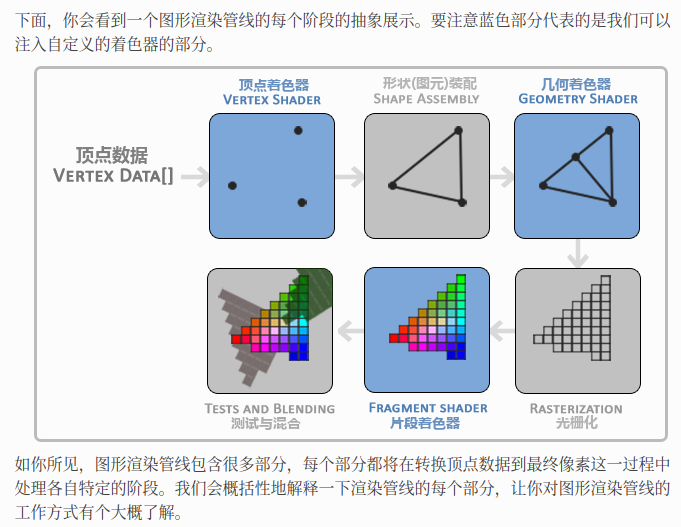 下面，你会看到一个图形渲染管线的每个阶段的抽象展示。要注意蓝色部分代表的是我们可以
注入自定义的着色器的部分。
顶点数据
VERTEX DATA[]
顶点着色器
VERTEX SHADER
形状(图元)装配
SHAPE ASSEMBLY
几何着色器
GEOMETRY SHADER
TESTS AND BLENDING
测试与混合
FRAGMENT SHADER
片段着色器
RASTERIZATION
光栅化
如你所见，图形渲染管线包含很多部分，每个部分都将在转换顶点数据到最终像素这一过程中
处理各自特定的阶段。我们会概括性地解释一下渲染管线的每个部分，让你对图形渲染管线的
工作方式有个大概了解。